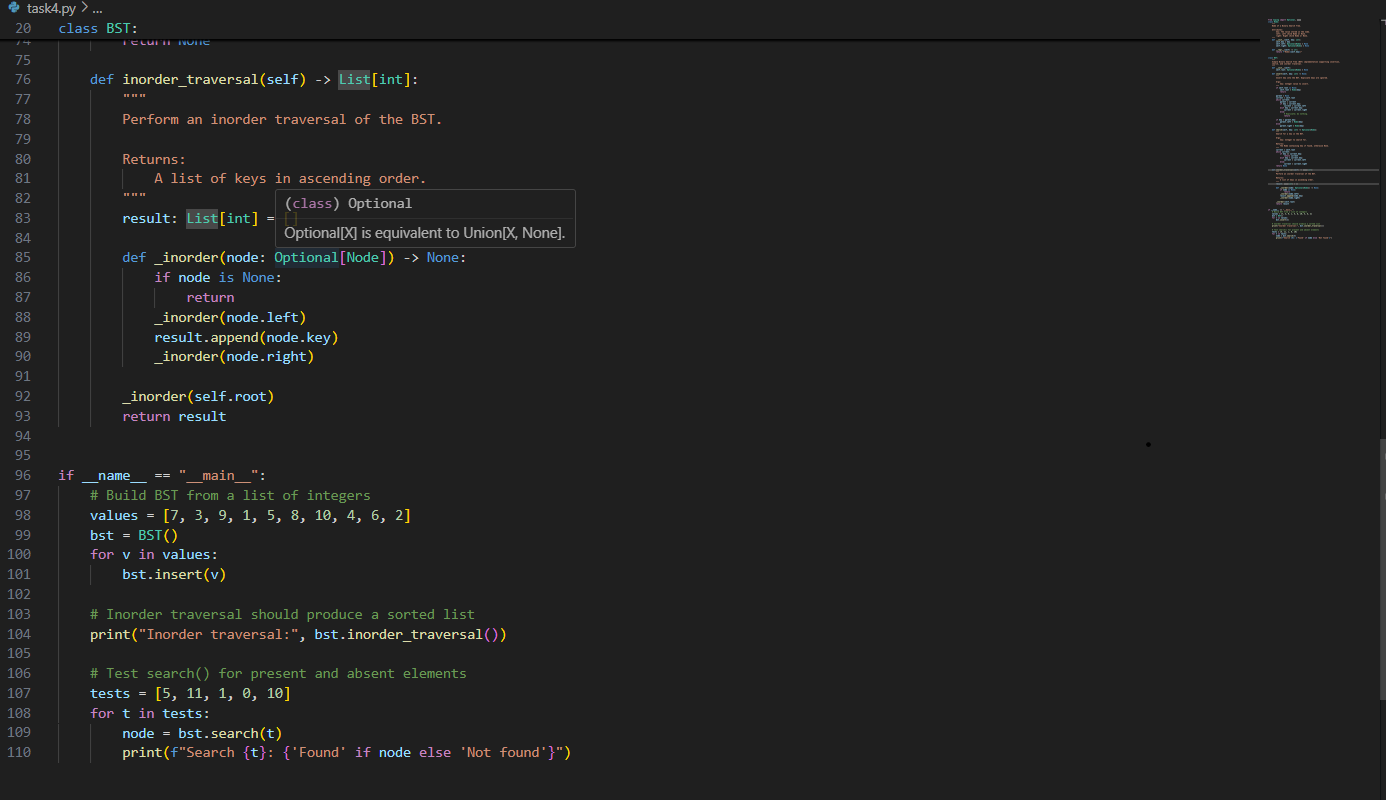 task4.py > ...
20 class BST:
74 return None
75
76 def inorder_traversal(self) -> List[int]:
77 """
78 Perform an inorder traversal of the BST.
79
80 Returns:
81 A list of keys in ascending order.
82 """
(class) Optional
83 result: List[int] = []
Optional[X] is equivalent to Union[X, None].
84
85 def _inorder(node: Optional[Node]) -> None:
86 if node is None:
87 return
88 _inorder(node.left)
89 result.append(node.key)
90 _inorder(node.right)
91
92 _inorder(self.root)
93 return result
94
95
96 if __name__ == "__main__":
97 # Build BST from a list of integers
98 values = [7, 3, 9, 1, 5, 8, 10, 4, 6, 2]
99 bst = BST()
100 for v in values:
101 bst.insert(v)
102
103 # Inorder traversal should produce a sorted list
104 print("Inorder traversal:", bst.inorder_traversal())
105
106 # Test search() for present and absent elements
107 tests = [5, 11, 1, 0, 10]
108 for t in tests:
109 node = bst.search(t)
110 print(f"Search {t}: {'Found' if node else 'Not found'}")